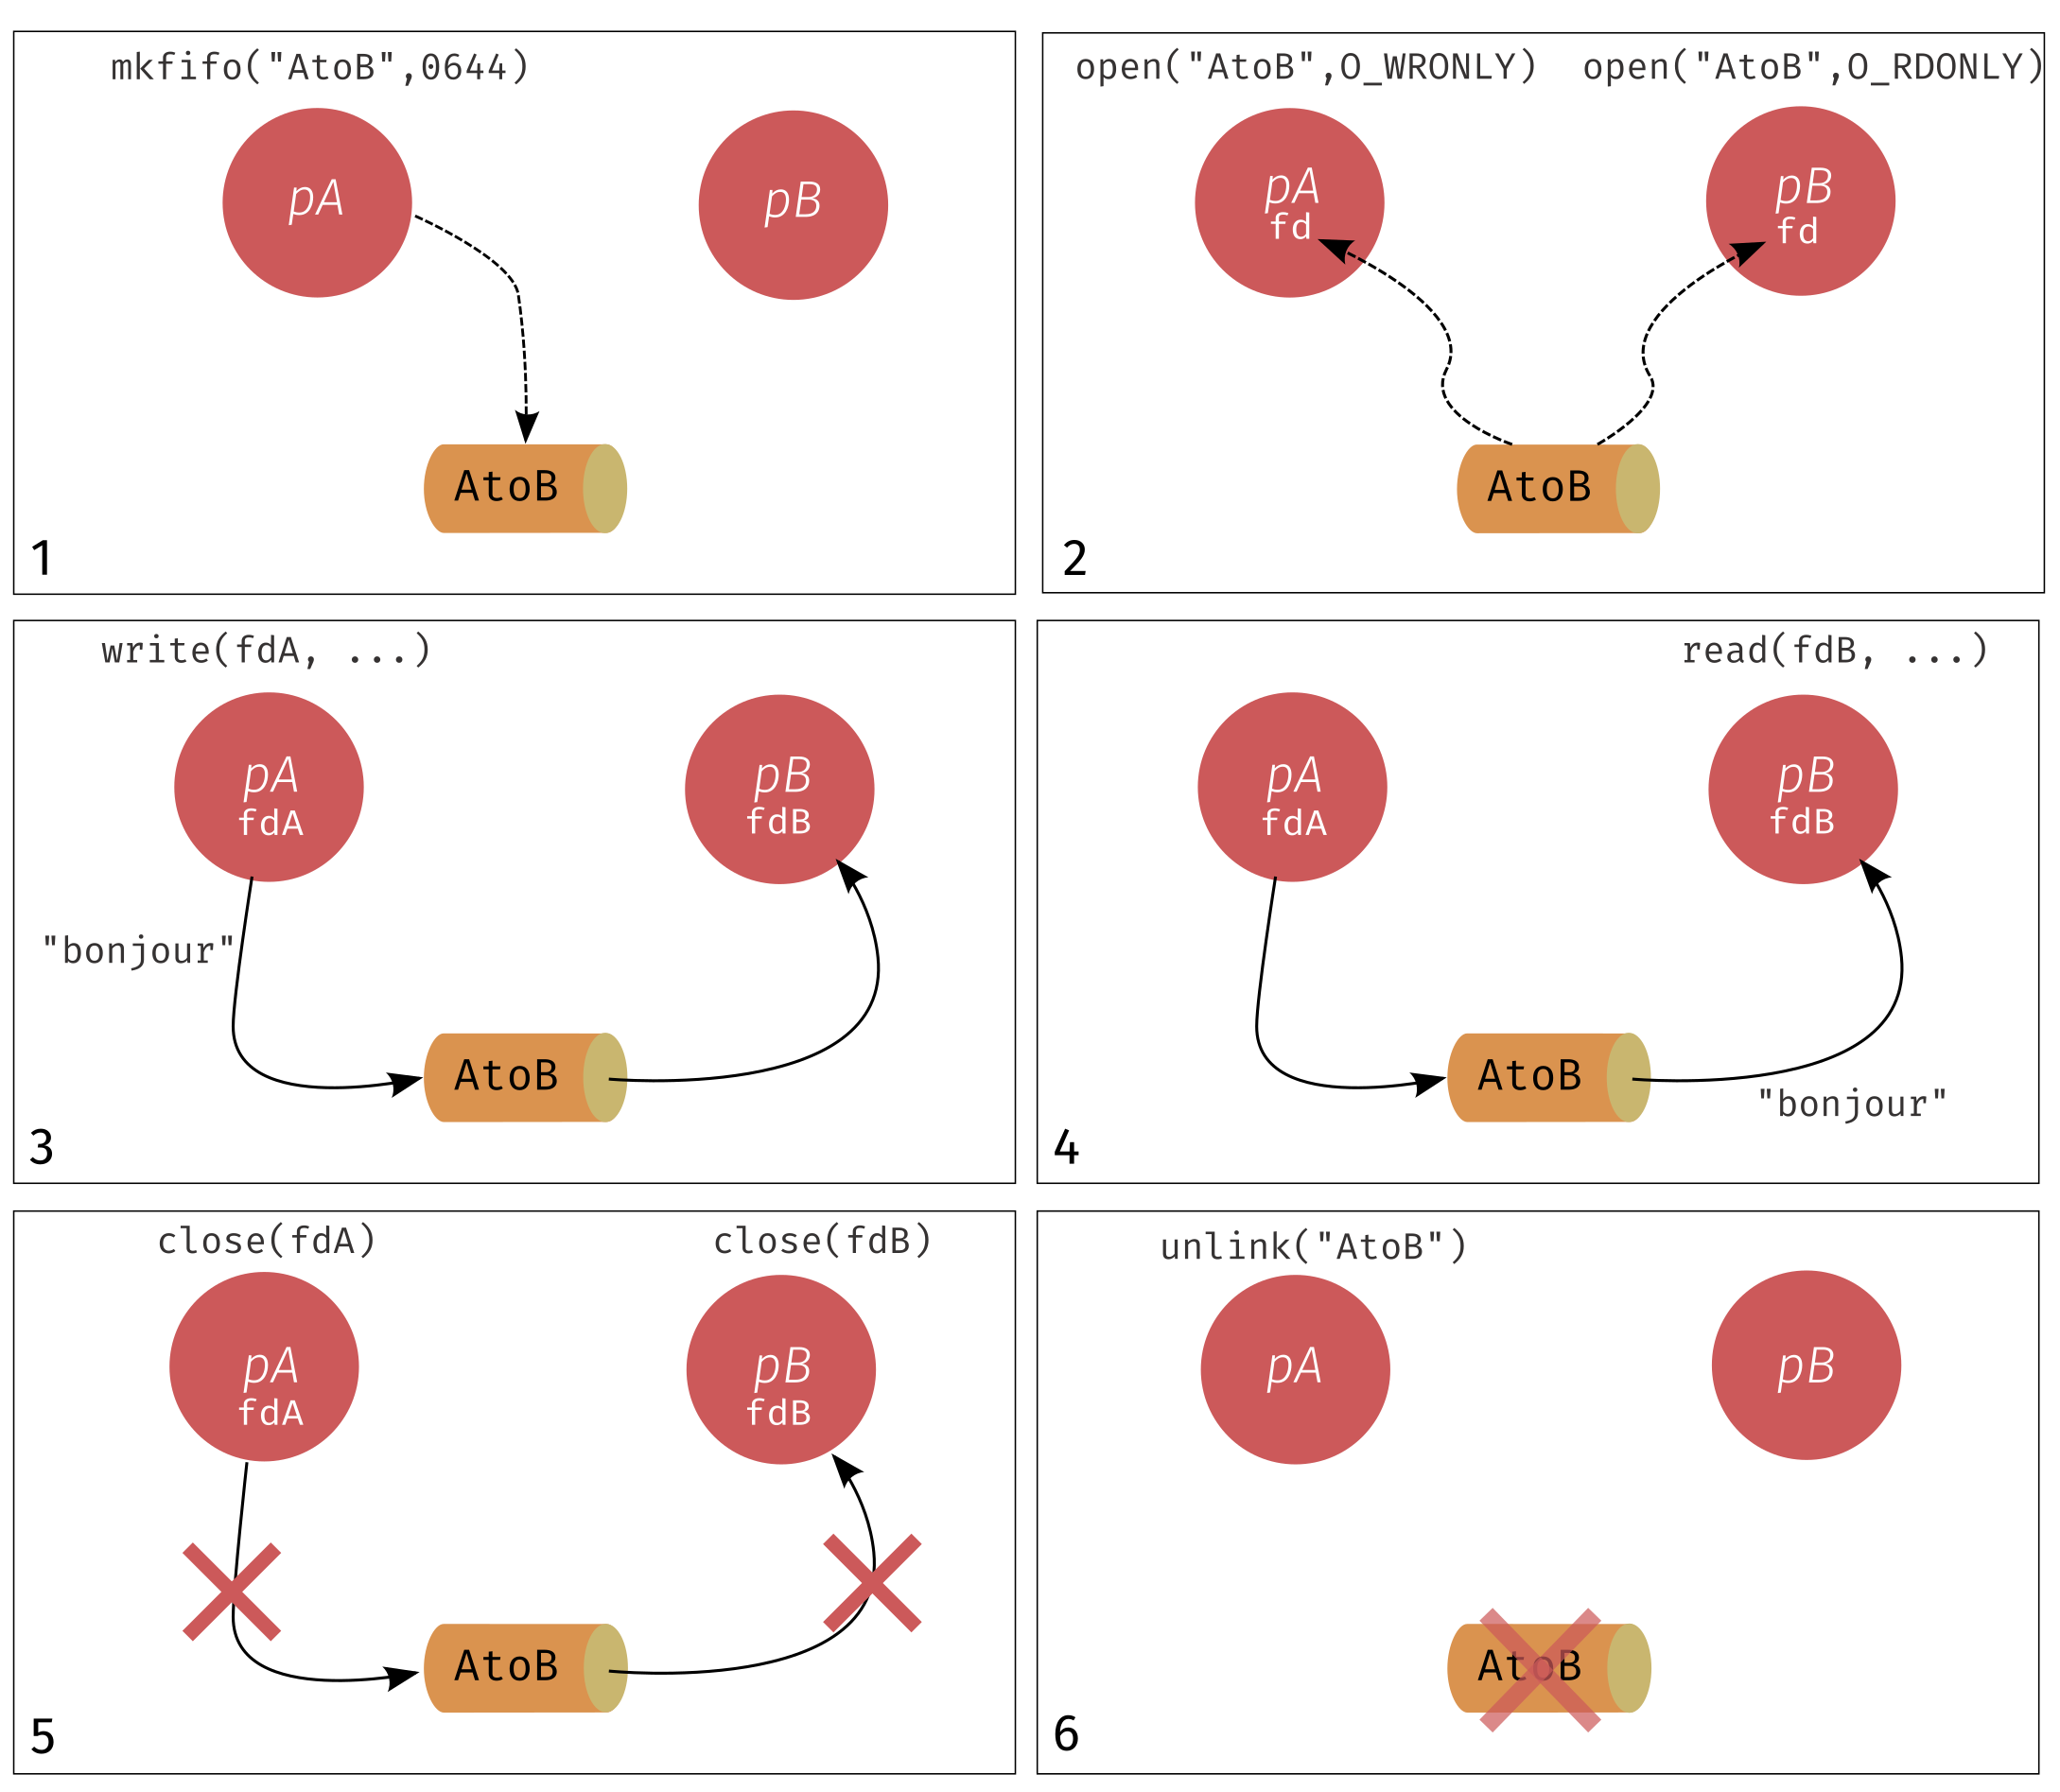 mkfifo("AtoB",0644)
pA
pB
AtoB
1
open("AtoB",O_WRONLY) open("AtoB",O_RDONLY)
pA
fd
pB
fd
AtoB
2
write(fdA, ...)
pA
fdA
pB
fdB
"bonjour"
AtoB
3
read(fdB, ...)
pA
fdA
pB
fdB
AtoB
"bonjour"
4
close(fdA)
close(fdB)
pA
fdA
pB
fdB
AtoB
5
unlink("AtoB")
pA
pB
AtoB
6